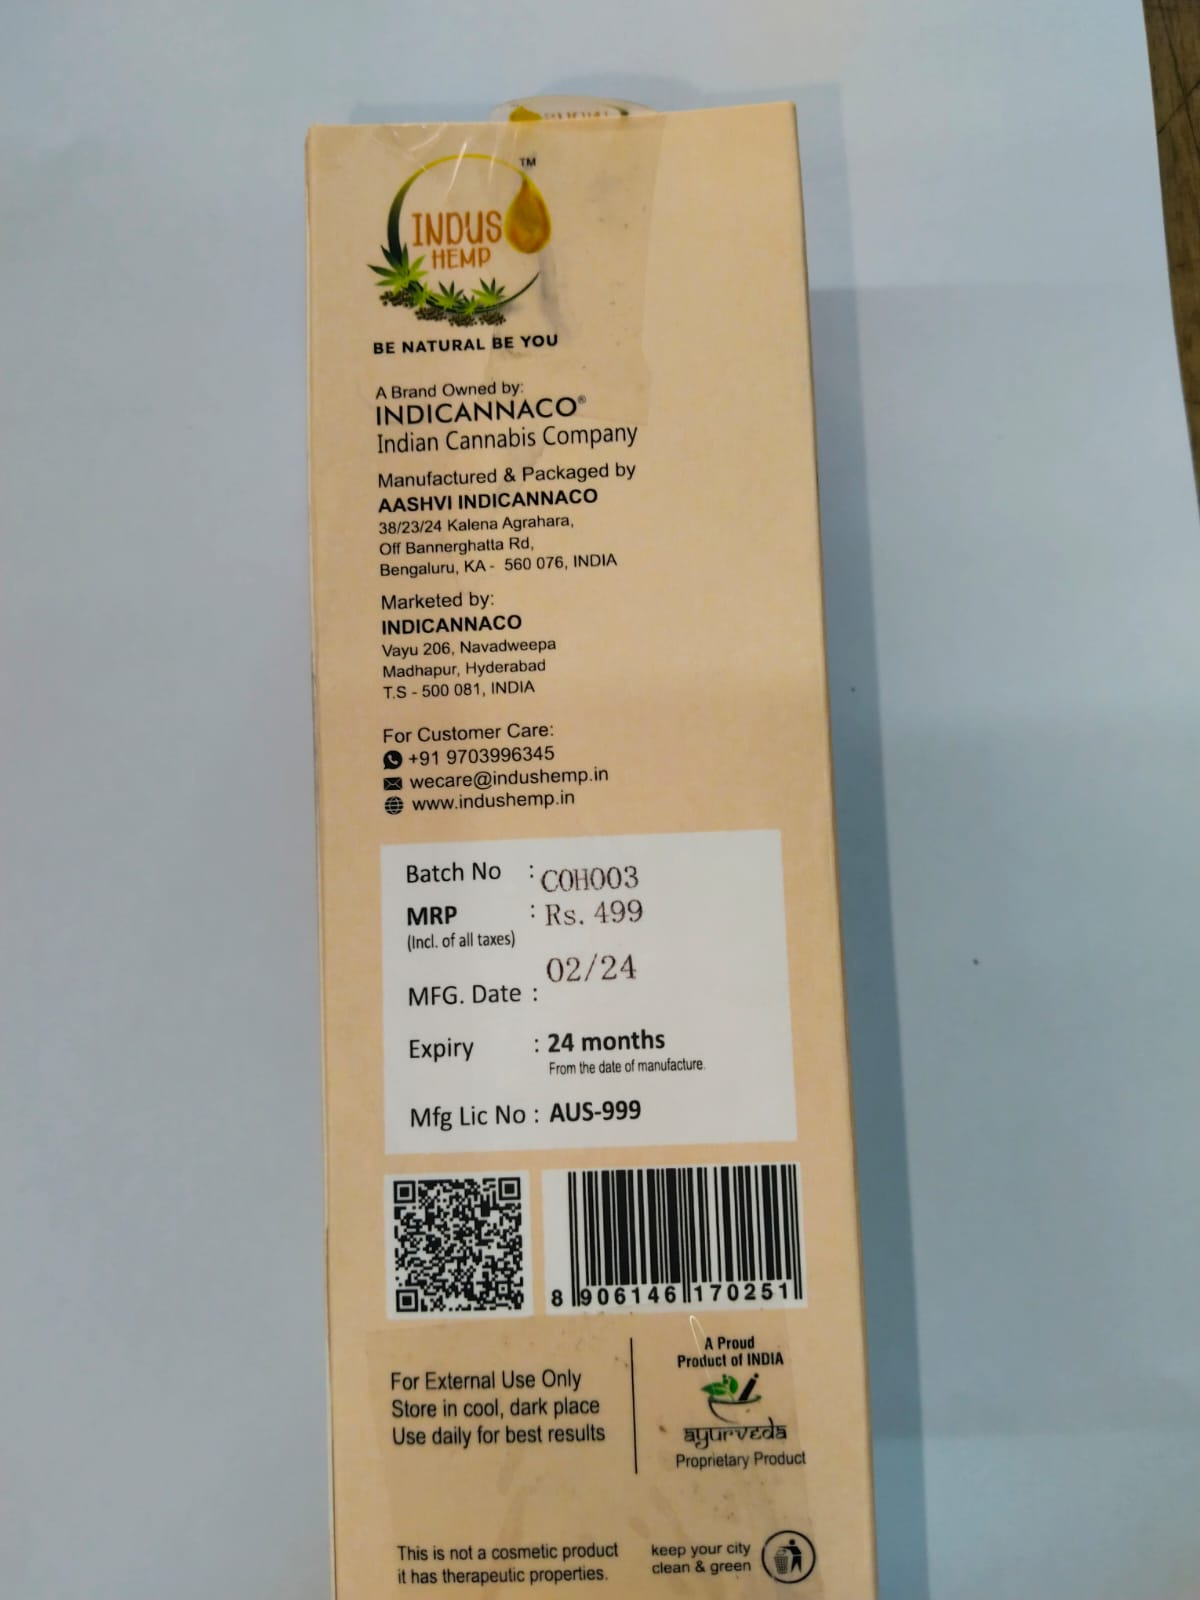 TM
INDUS
HEMP
BE NATURAL BE YOU
A Brand Owned by:
INDICANNACO®
Indian Cannabis Company
Manufactured & Packaged by
AASHVI INDICANNACO
38/23/24 Kalena Agrahara,
Off Bannerghatta Rd,
Bengaluru, KA - 560 076, INDIA
Marketed by:
INDICANNACO
Vayu 206, Navadweepa
Madhapur, Hyderabad
T.S - 500 081, INDIA
For Customer Care:
+91 9703996345
wecare@indushemp.in
www.indushemp.in
Batch No : COH003
MRP : Rs. 499
(Incl. of all taxes)
MFG. Date : 02/24
Expiry : 24 months
From the date of manufacture.
Mfg Lic No : AUS-999
8 906146 170251
For External Use Only
Store in cool, dark place
Use daily for best results
A Proud
Product of INDIA
ayurveda
Proprietary Product
This is not a cosmetic product
it has therapeutic properties.
keep your city
clean & green